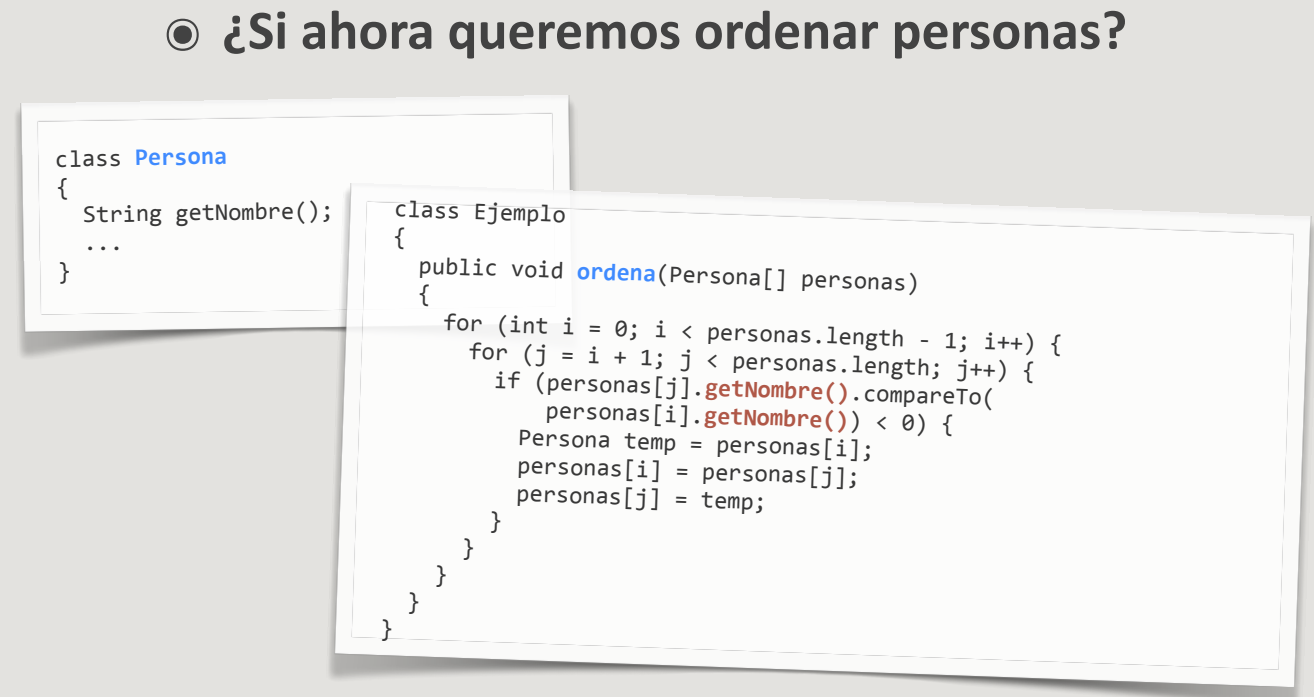 ◉ ¿Si ahora queremos ordenar personas?
class Persona
{
  String getNombre();
  ...
}
class Ejemplo
{
  public void ordena(Persona[] personas)
  {
    for (int i = 0; i < personas.length - 1; i++) {
      for (j = i + 1; j < personas.length; j++) {
        if (personas[j].getNombre().compareTo(
            personas[i].getNombre()) < 0) {
          Persona temp = personas[i];
          personas[i] = personas[j];
          personas[j] = temp;
        }
      }
    }
  }
}